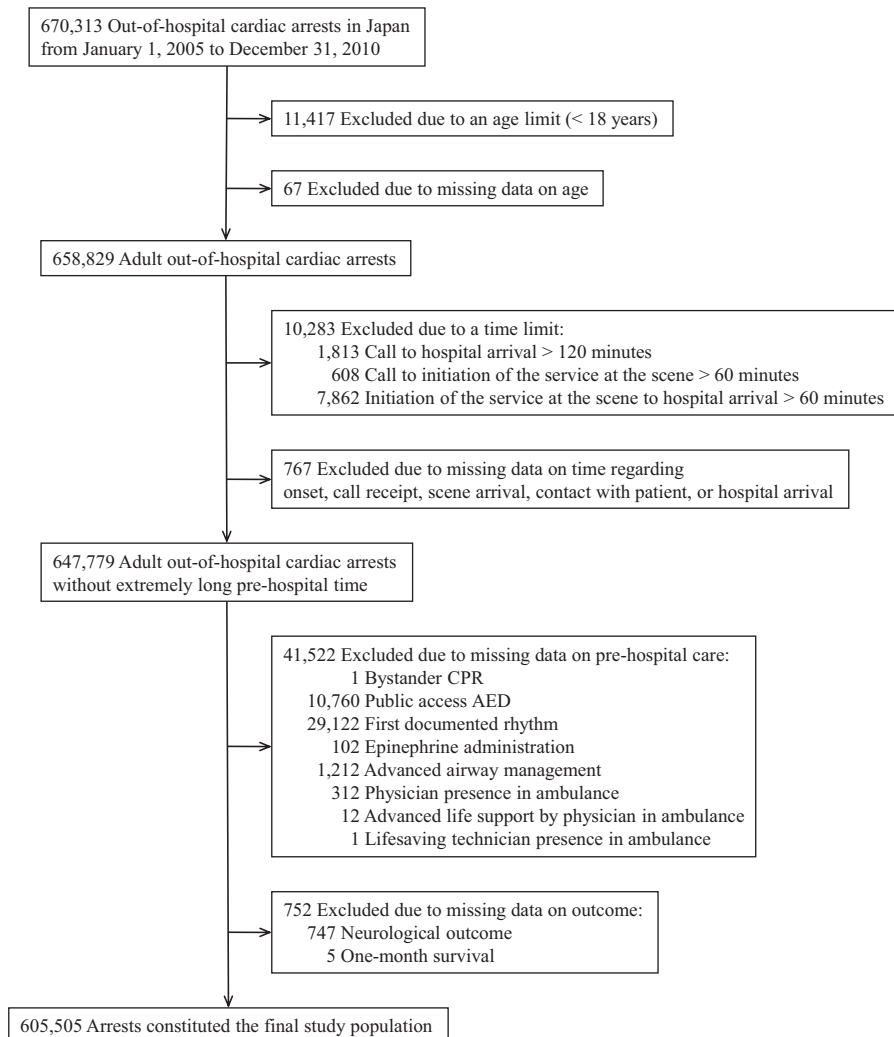 670,313 Out-of-hospital cardiac arrests in Japan
from January 1, 2005 to December 31, 2010
11,417 Excluded due to an age limit (< 18 years)
67 Excluded due to missing data on age
658,829 Adult out-of-hospital cardiac arrests
10,283 Excluded due to a time limit:
1,813 Call to hospital arrival > 120 minutes
608 Call to initiation of the service at the scene > 60 minutes
7,862 Initiation of the service at the scene to hospital arrival > 60 minutes
767 Excluded due to missing data on time regarding
onset, call receipt, scene arrival, contact with patient, or hospital arrival
647,779 Adult out-of-hospital cardiac arrests
without extremely long pre-hospital time
41,522 Excluded due to missing data on pre-hospital care:
1 Bystander CPR
10,760 Public access AED
29,122 First documented rhythm
102 Epinephrine administration
1,212 Advanced airway management
312 Physician presence in ambulance
12 Advanced life support by physician in ambulance
1 Lifesaving technician presence in ambulance
752 Excluded due to missing data on outcome:
747 Neurological outcome
5 One-month survival
605,505 Arrests constituted the final study population